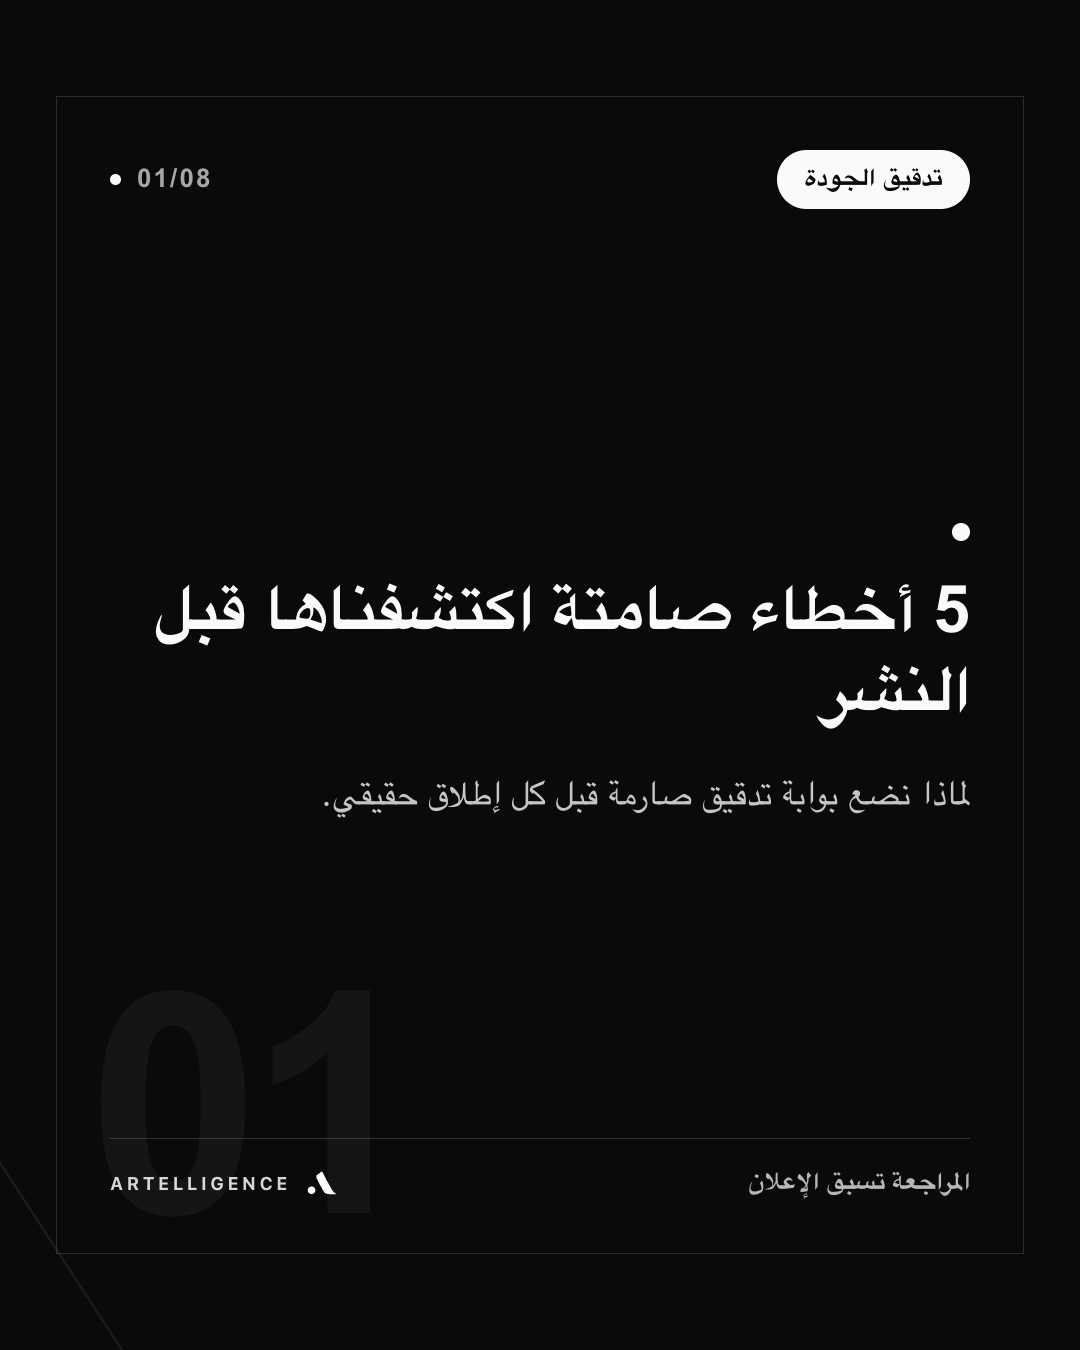 تدقيق الجودة
01/08
5 أخطاء صامتة اكتشفناها قبل
النشر
لماذا نضع بوابة تدقيق صارمة قبل كل إطلاق حقيقي.
01
المراجعة تسبق الإعلان
ARTELLIGENCE